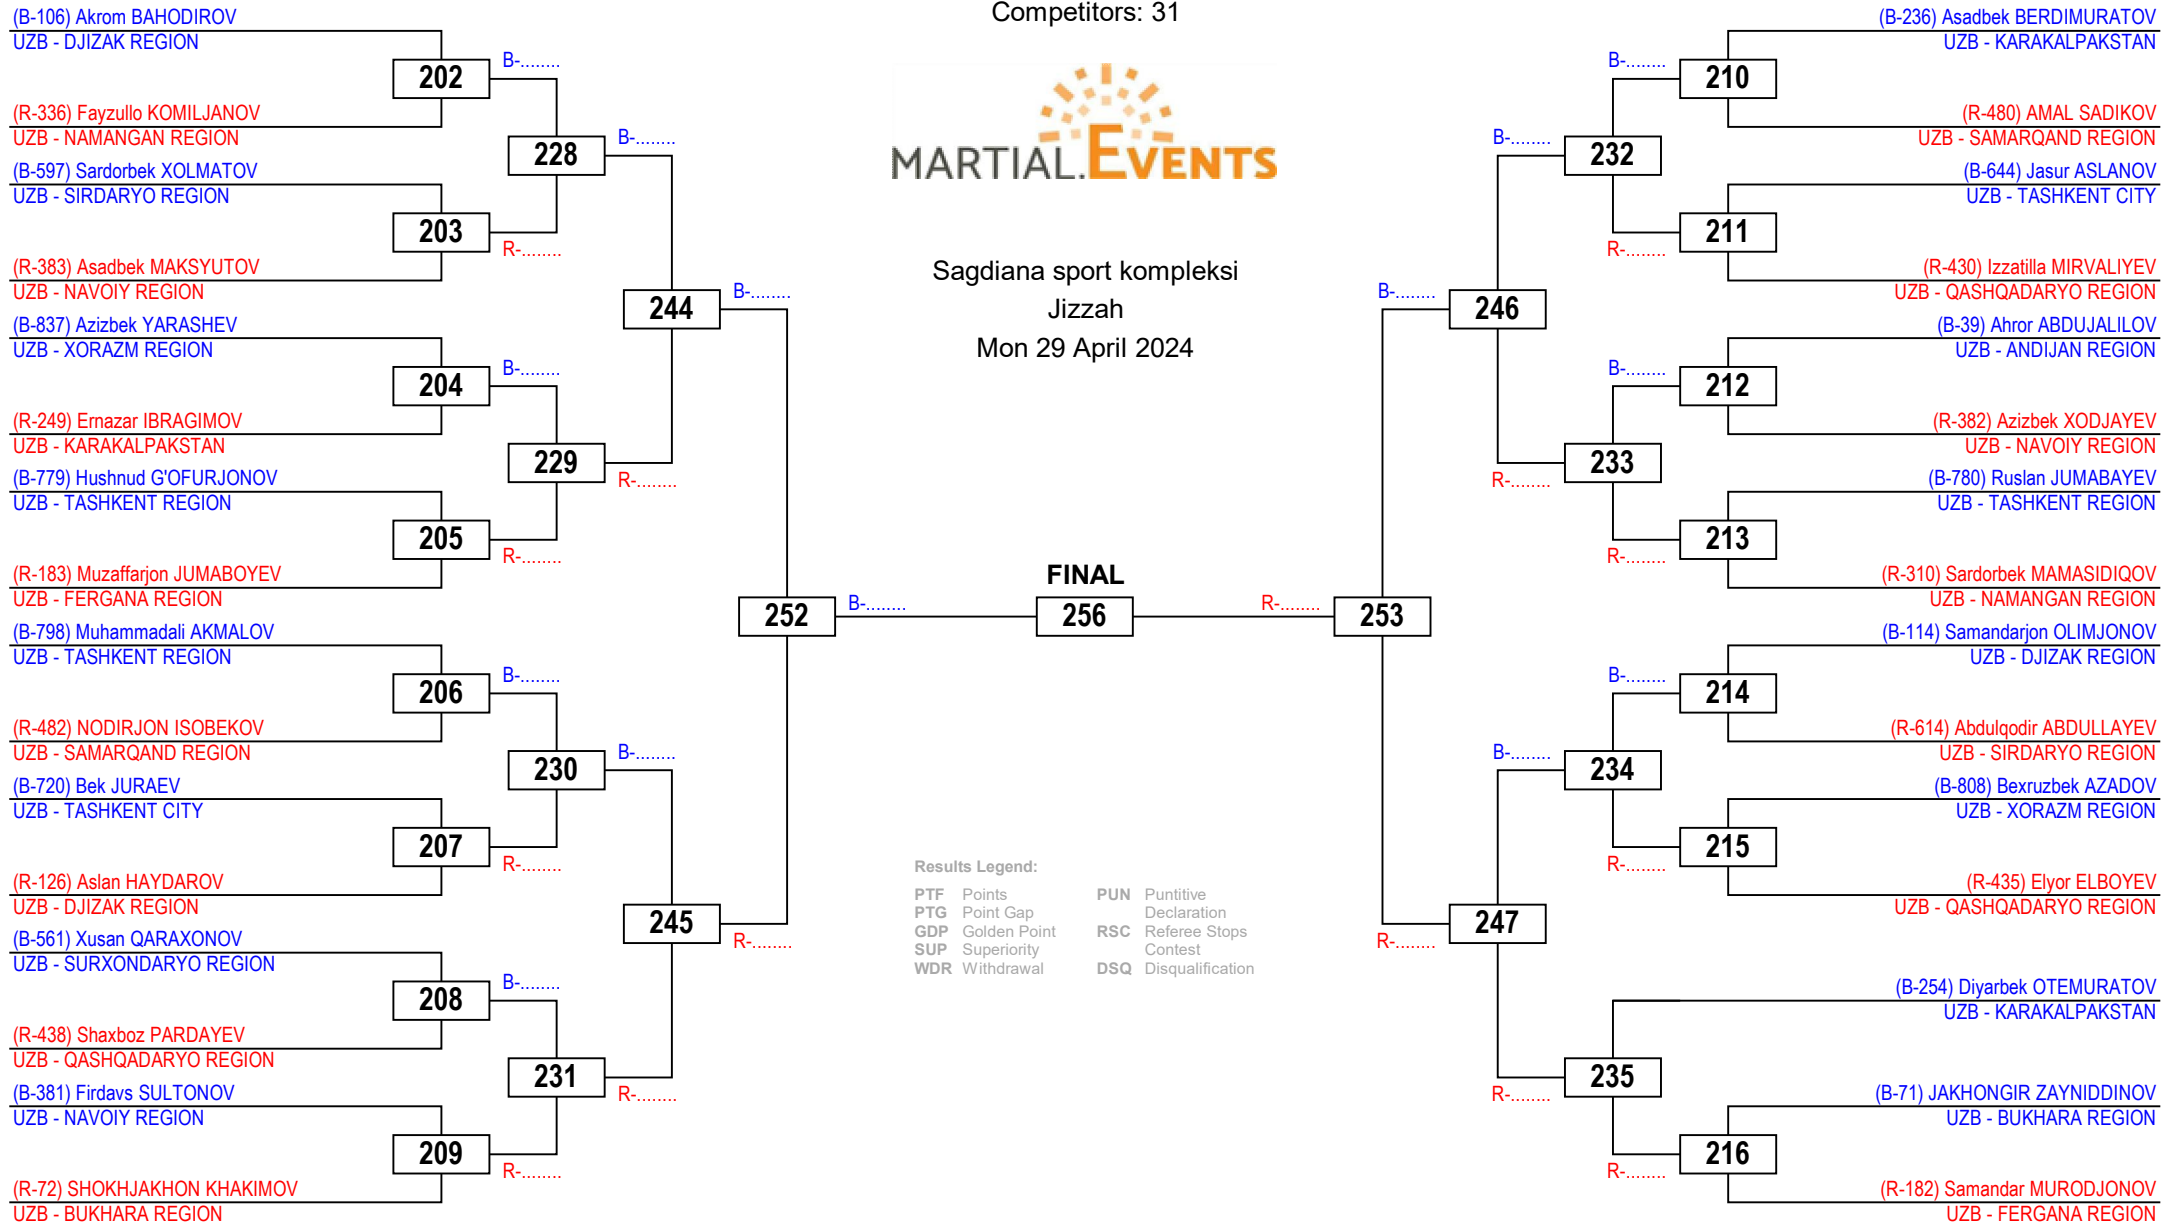 Competitors: 31
MARTIAL.EVENTS
Sagdiana sport kompleksi
Jizzah
Mon 29 April 2024
(B-106) Akrom BAHODIROV
UZB - DJIZAK REGION
202
B-........
(R-336) Fayzullo KOMILJANOV
UZB - NAMANGAN REGION
228
B-........
(B-597) Sardorbek XOLMATOV
UZB - SIRDARYO REGION
203
R-........
(R-383) Asadbek MAKSYUTOV
UZB - NAVOIY REGION
244
B-........
(B-837) Azizbek YARASHEV
UZB - XORAZM REGION
204
B-........
(R-249) Ernazar IBRAGIMOV
UZB - KARAKALPAKSTAN
229
R-........
(B-779) Hushnud G'OFURJONOV
UZB - TASHKENT REGION
205
R-........
(R-183) Muzaffarjon JUMABOYEV
UZB - FERGANA REGION
252
B-........
(B-798) Muhammadali AKMALOV
UZB - TASHKENT REGION
206
B-........
(R-482) NODIRJON ISOBEKOV
UZB - SAMARQAND REGION
230
B-........
(B-720) Bek JURAEV
UZB - TASHKENT CITY
207
R-........
(R-126) Aslan HAYDAROV
UZB - DJIZAK REGION
245
R-........
(B-561) Xusan QARAXONOV
UZB - SURXONDARYO REGION
208
B-........
(R-438) Shaxboz PARDAYEV
UZB - QASHQADARYO REGION
231
R-........
(B-381) Firdavs SULTONOV
UZB - NAVOIY REGION
209
R-........
(R-72) SHOKHJAKHON KHAKIMOV
UZB - BUKHARA REGION
FINAL
256
Results Legend:
PTF Points
PTG Point Gap
GDP Golden Point
SUP Superiority
WDR Withdrawal
PUN Puntitive
Declaration
RSC Referee Stops
Contest
DSQ Disqualification
(B-236) Asadbek BERDIMURATOV
UZB - KARAKALPAKSTAN
B-........
210
(R-480) AMAL SADIKOV
UZB - SAMARQAND REGION
B-........
232
(B-644) Jasur ASLANOV
UZB - TASHKENT CITY
211
R-........
(R-430) Izzatilla MIRVALIYEV
UZB - QASHQADARYO REGION
B-........
246
(B-39) Ahror ABDUJALILOV
UZB - ANDIJAN REGION
B-........
212
(R-382) Azizbek XODJAYEV
UZB - NAVOIY REGION
233
R-........
(B-780) Ruslan JUMABAYEV
UZB - TASHKENT REGION
213
R-........
(R-310) Sardorbek MAMASIDIQOV
UZB - NAMANGAN REGION
R-........
253
(B-114) Samandarjon OLIMJONOV
UZB - DJIZAK REGION
B-........
214
(R-614) Abdulqodir ABDULLAYEV
UZB - SIRDARYO REGION
B-........
234
(B-808) Bexruzbek AZADOV
UZB - XORAZM REGION
215
R-........
(R-435) Elyor ELBOYEV
UZB - QASHQADARYO REGION
247
R-........
(B-254) Diyarbek OTEMURATOV
UZB - KARAKALPAKSTAN
235
R-........
(B-71) JAKHONGIR ZAYNIDDINOV
UZB - BUKHARA REGION
216
R-........
(R-182) Samandar MURODJONOV
UZB - FERGANA REGION